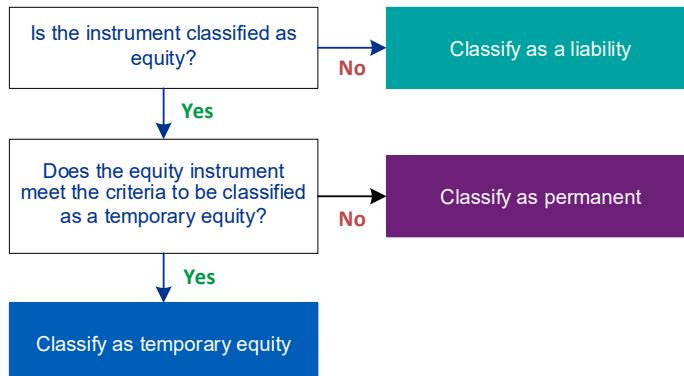 Is the instrument classified as
equity?
No
Classify as a liability
Yes
Does the equity instrument
meet the criteria to be classified
as a temporary equity?
No
Classify as permanent
Yes
Classify as temporary equity